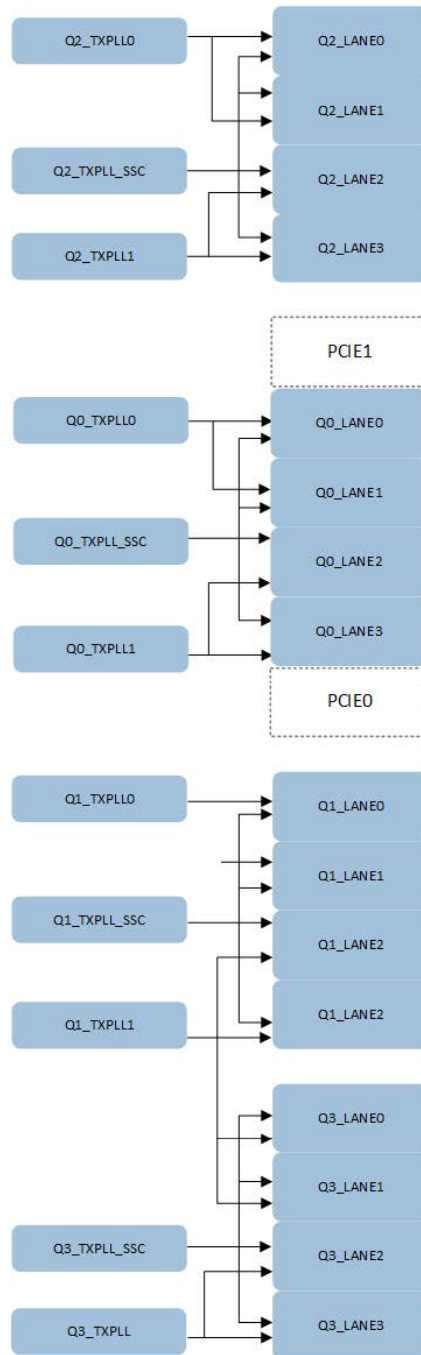 Q2_TXPLL0
Q2_LANE0
Q2_LANE1
Q2_TXPLL_SSC
Q2_LANE2
Q2_TXPLL1
Q2_LANE3
PCIE1
Q0_TXPLL0
Q0_LANE0
Q0_LANE1
Q0_TXPLL_SSC
Q0_LANE2
Q0_TXPLL1
Q0_LANE3
PCIE0
Q1_TXPLL0
Q1_LANE0
Q1_LANE1
Q1_TXPLL_SSC
Q1_LANE2
Q1_TXPLL1
Q1_LANE2
Q3_LANE0
Q3_LANE1
Q3_TXPLL_SSC
Q3_LANE2
Q3_TXPLL
Q3_LANE3